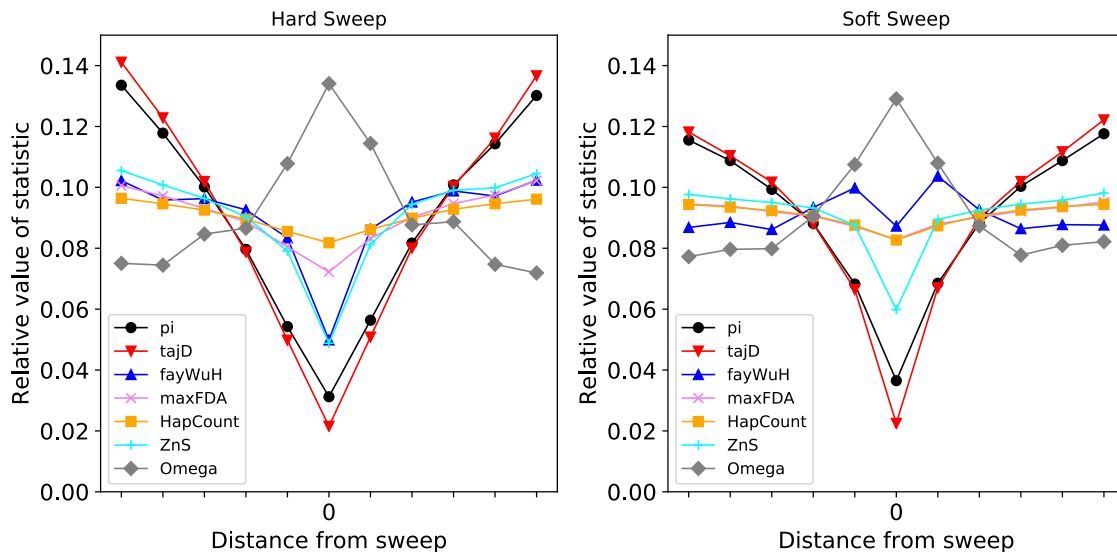 Hard Sweep
Relative value of statistic
0.14
0.12
0.10
0.08
0.06
0.04
0.02
0.00
pi
tajD
fayWuH
maxFDA
HapCount
ZnS
Omega
0
Distance from sweep
Soft Sweep
Relative value of statistic
0.14
0.12
0.10
0.08
0.06
0.04
0.02
0.00
pi
tajD
fayWuH
maxFDA
HapCount
ZnS
Omega
0
Distance from sweep